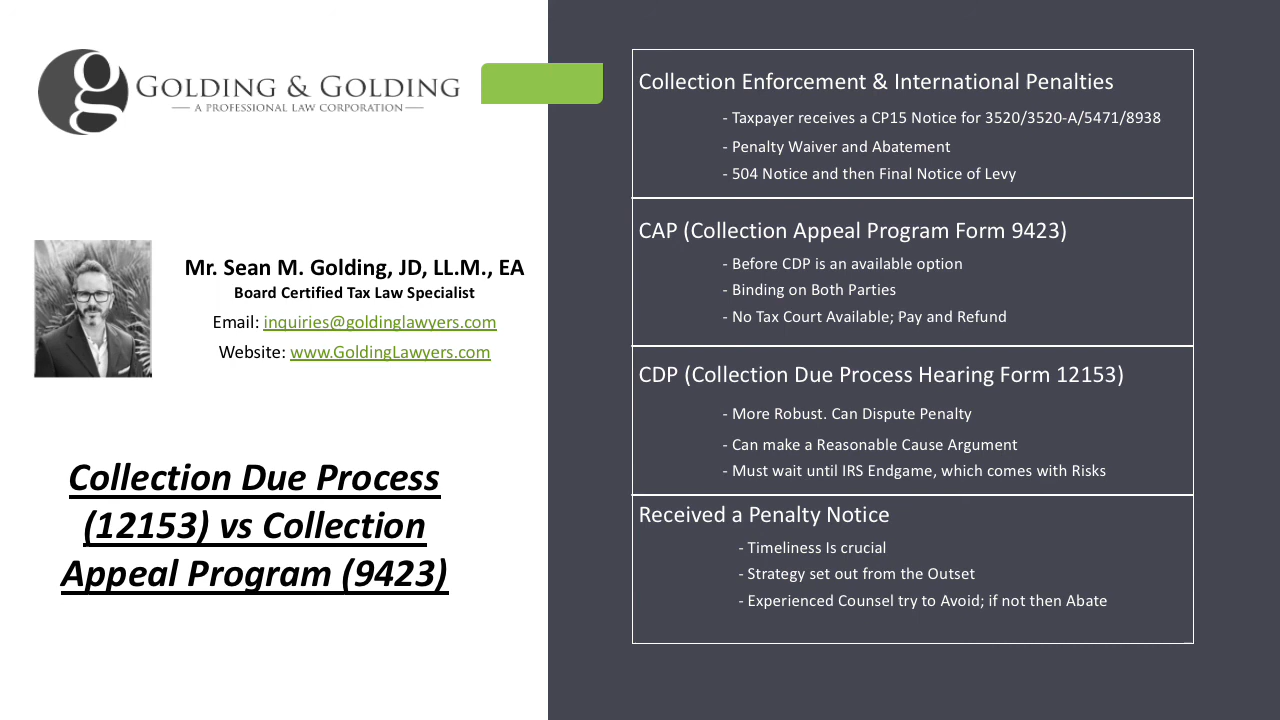 GOLDING & GOLDING
A PROFESSIONAL LAW CORPORATION
Mr. Sean M. Golding, JD, LL.M., EA
Board Certified Tax Law Specialist
Email: inquiries@goldinglawyers.com
Website: www.GoldingLawyers.com
Collection Due Process
(12153) vs Collection
Appeal Program (9423)
Collection Enforcement & International Penalties
- Taxpayer receives a CP15 Notice for 3520/3520-A/5471/8938
- Penalty Waiver and Abatement
- 504 Notice and then Final Notice of Levy
CAP (Collection Appeal Program Form 9423)
- Before CDP is an available option
- Binding on Both Parties
- No Tax Court Available; Pay and Refund
CDP (Collection Due Process Hearing Form 12153)
- More Robust. Can Dispute Penalty
- Can make a Reasonable Cause Argument
- Must wait until IRS Endgame, which comes with Risks
Received a Penalty Notice
- Timeliness Is crucial
- Strategy set out from the Outset
- Experienced Counsel try to Avoid; if not then Abate